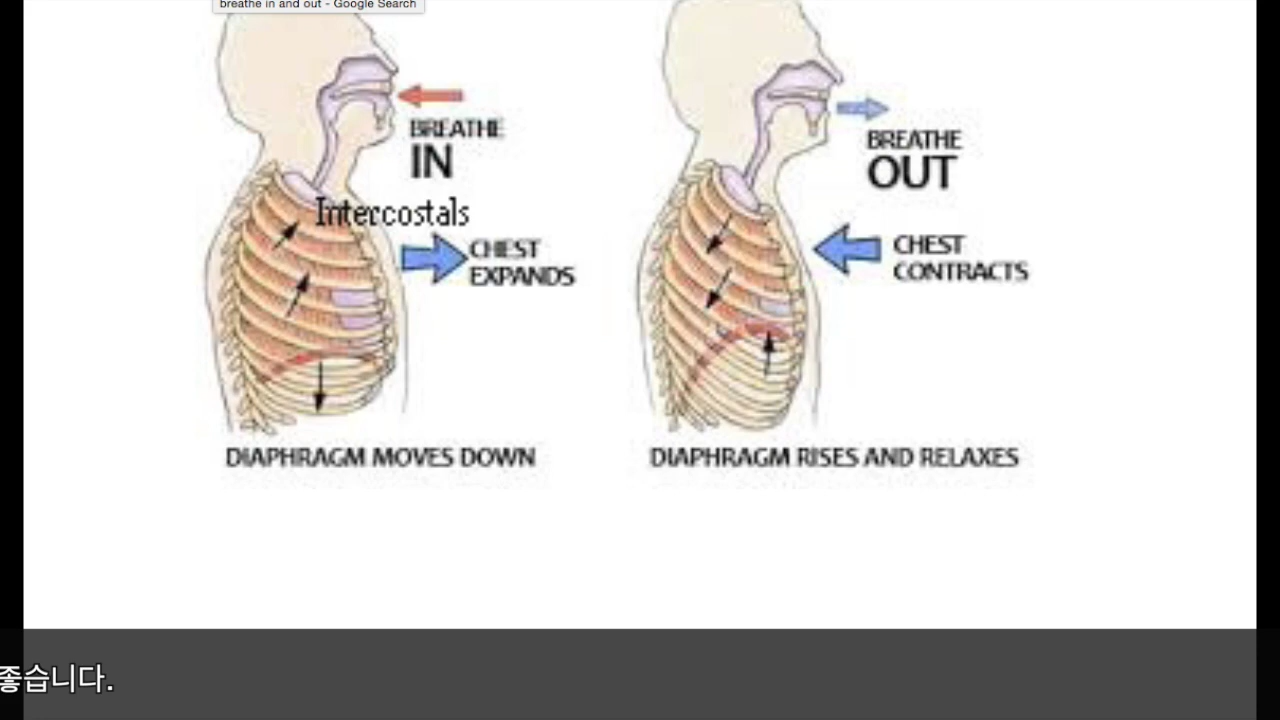 breathe in and out - Google Search
BREATHE
IN
Intercostals
CHEST
EXPANDS
DIAPHRAGM MOVES DOWN
BREATHE
OUT
CHEST
CONTRACTS
DIAPHRAGM RISES AND RELAXES
좋습니다.